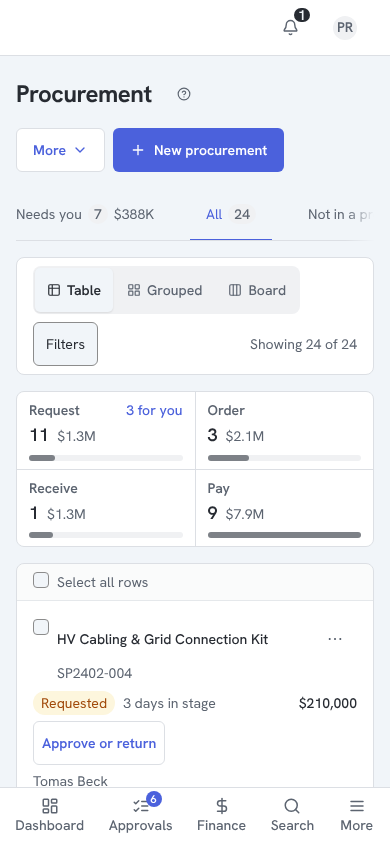 1
PR
Procurement
More
New procurement
Needs you 7 $388K
All 24
Not in a pr
Table
Grouped
Board
Filters
Showing 24 of 24
Request
3 for you
11 $1.3M
Order
3 $2.1M
Receive
1 $1.3M
Pay
9 $7.9M
Select all rows
HV Cabling & Grid Connection Kit
SP2402-004
Requested 3 days in stage $210,000
Approve or return
Tomas Beck
6
Dashboard
Approvals
Finance
Search
More